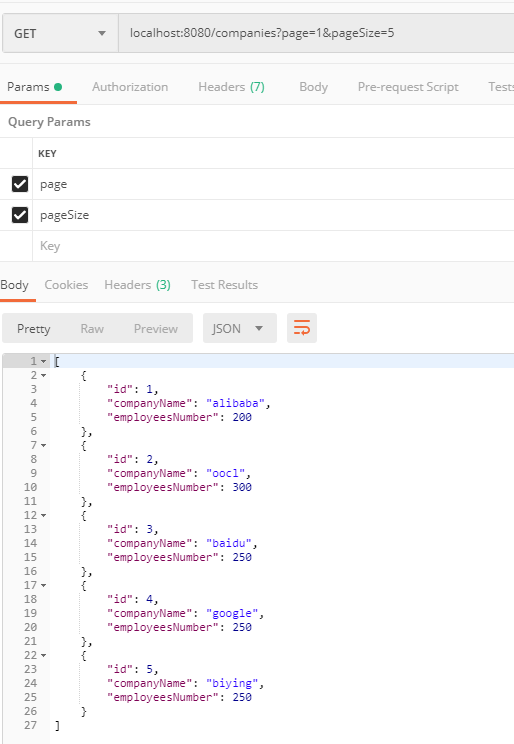 GET localhost:8080/companies?page=1&pageSize=5
Params Authorization Headers (7) Body Pre-request Script Tests
Query Params
KEY
page
pageSize
Key
Body Cookies Headers (3) Test Results
Pretty Raw Preview JSON
1 [
2 {
3 "id": 1,
4 "companyName": "alibaba",
5 "employeesNumber": 200
6 },
7 {
8 "id": 2,
9 "companyName": "oocl",
10 "employeesNumber": 300
11 },
12 {
13 "id": 3,
14 "companyName": "baidu",
15 "employeesNumber": 250
16 },
17 {
18 "id": 4,
19 "companyName": "google",
20 "employeesNumber": 250
21 },
22 {
23 "id": 5,
24 "companyName": "biying",
25 "employeesNumber": 250
26 }
27 ]